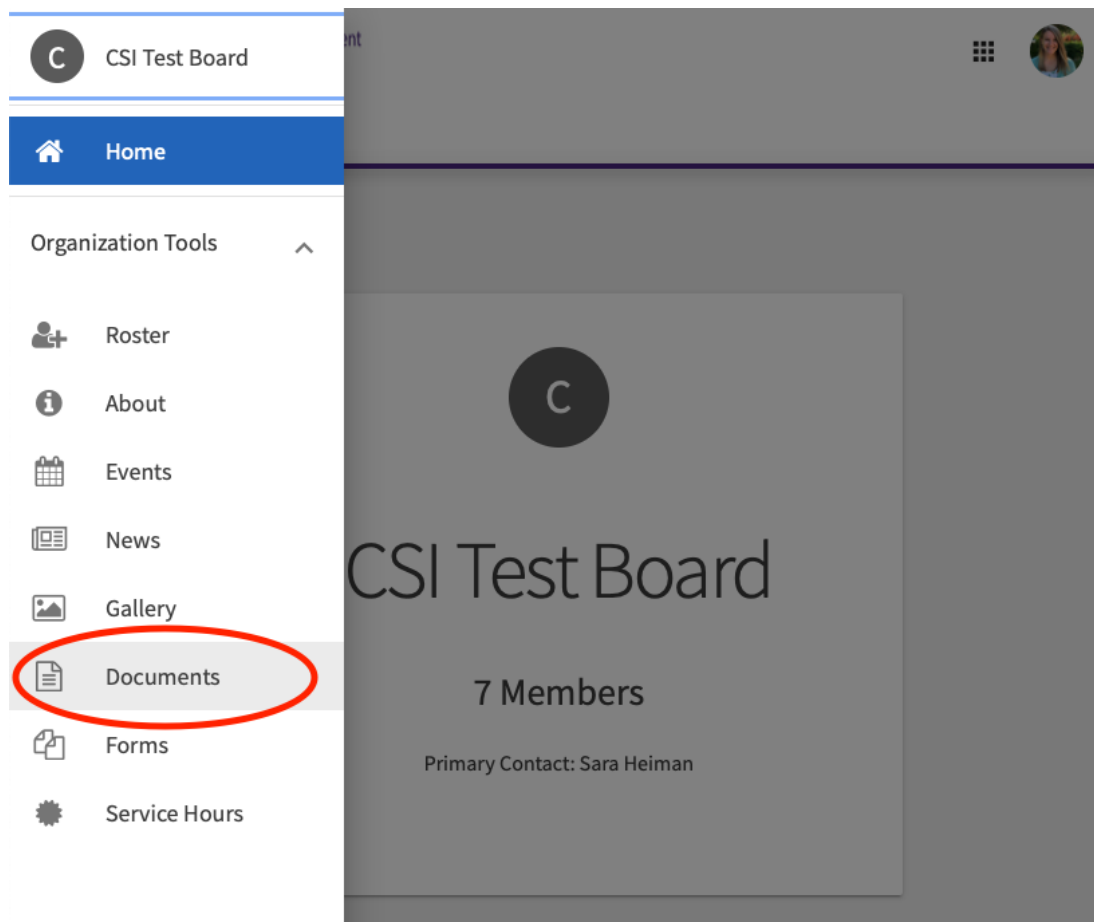 C CSI Test Board
Home
Organization Tools
Roster
About
Events
News
Gallery
Documents
Forms
Service Hours
C
CSI Test Board
7 Members
Primary Contact: Sara Heiman